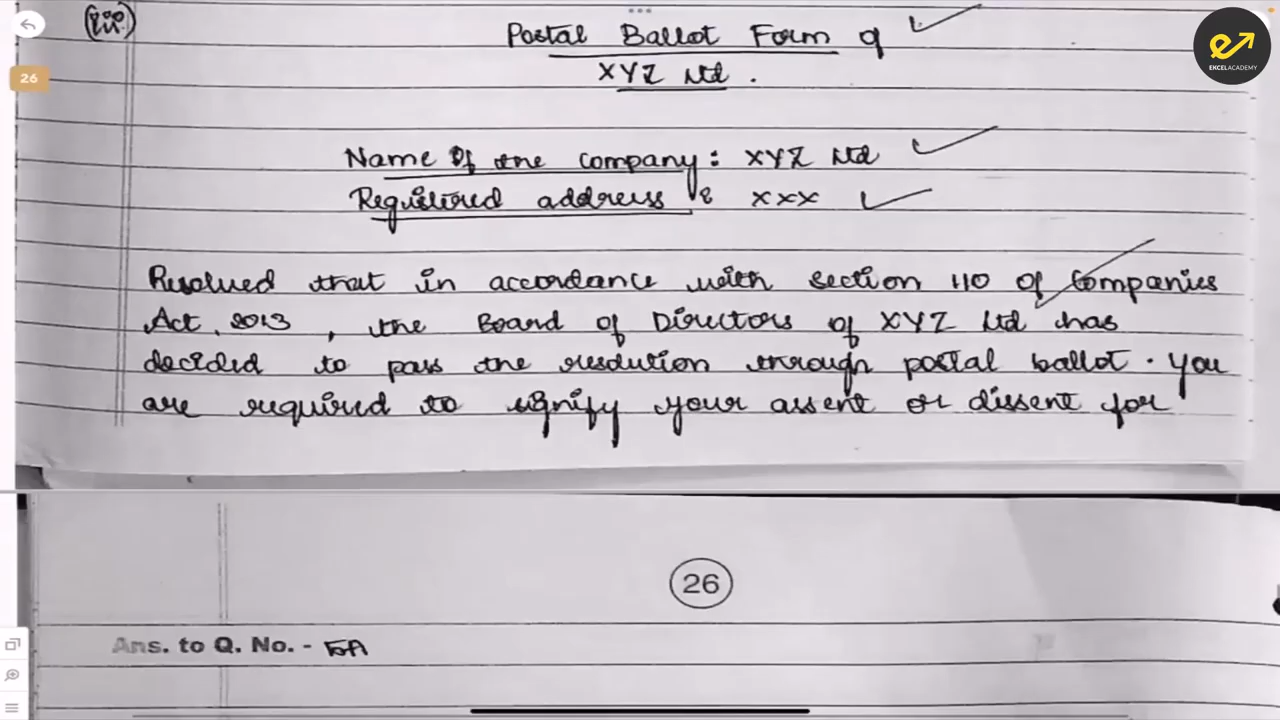 (iii)
Postal Ballot Form of
XYZ Ltd.
EXCELACADEMY
26
Name Of the company: XYZ Ltd
Registered address: XXX
Resolved that in accordance with section 110 of Companies
Act, 2013, the Board of Directors of XYZ Ltd has
decided to pass the resolution through postal ballot. You
are required to signify your assent or dissent for
26
Ans. to Q. No. - 5A